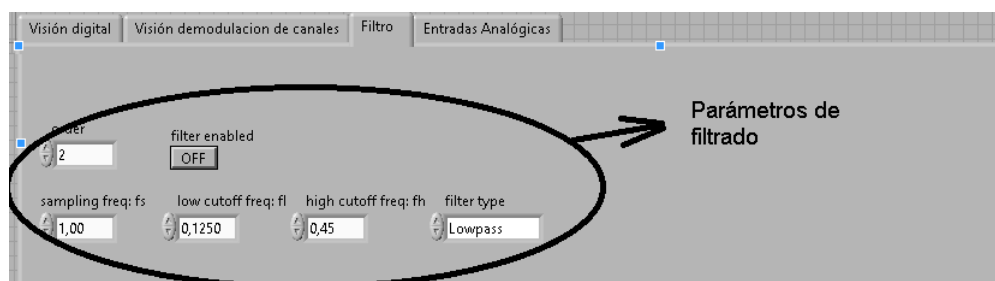 Visión digital
Visión demodulacion de canales
Filtro
Entradas Analógicas
Parámetros de
filtrado
order
filter enabled
2
OFF
sampling freq: fs
low cutoff freq: fl
high cutoff freq: fh
filter type
1,00
0,1250
0,45
Lowpass